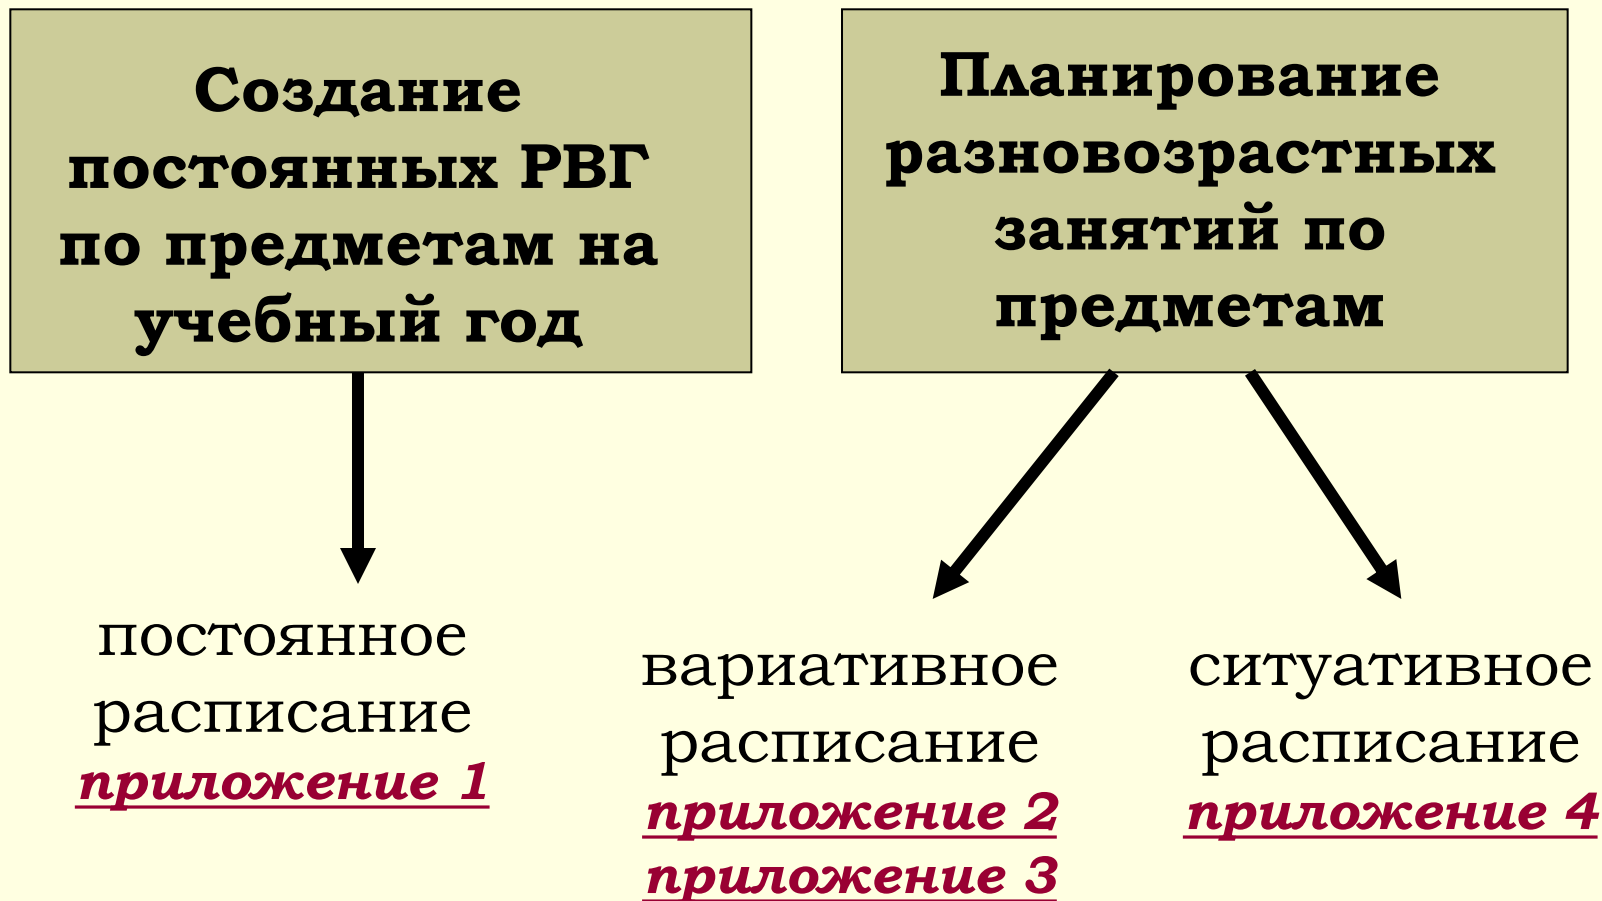 Создание
постоянных РВГ
по предметам на
учебный год
Планирование
разновозрастных
занятий по
предметам
постоянное
расписание
приложение 1
вариативное
расписание
приложение 2
приложение 3
ситуативное
расписание
приложение 4